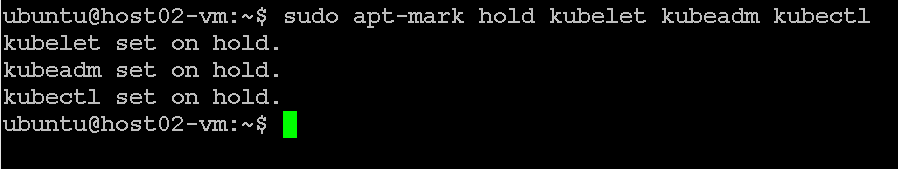 ubuntu@host02-vm:~$ sudo apt-mark hold kubelet kubeadm kubectl
kubelet set on hold.
kubeadm set on hold.
kubectl set on hold.
ubuntu@host02-vm:~$